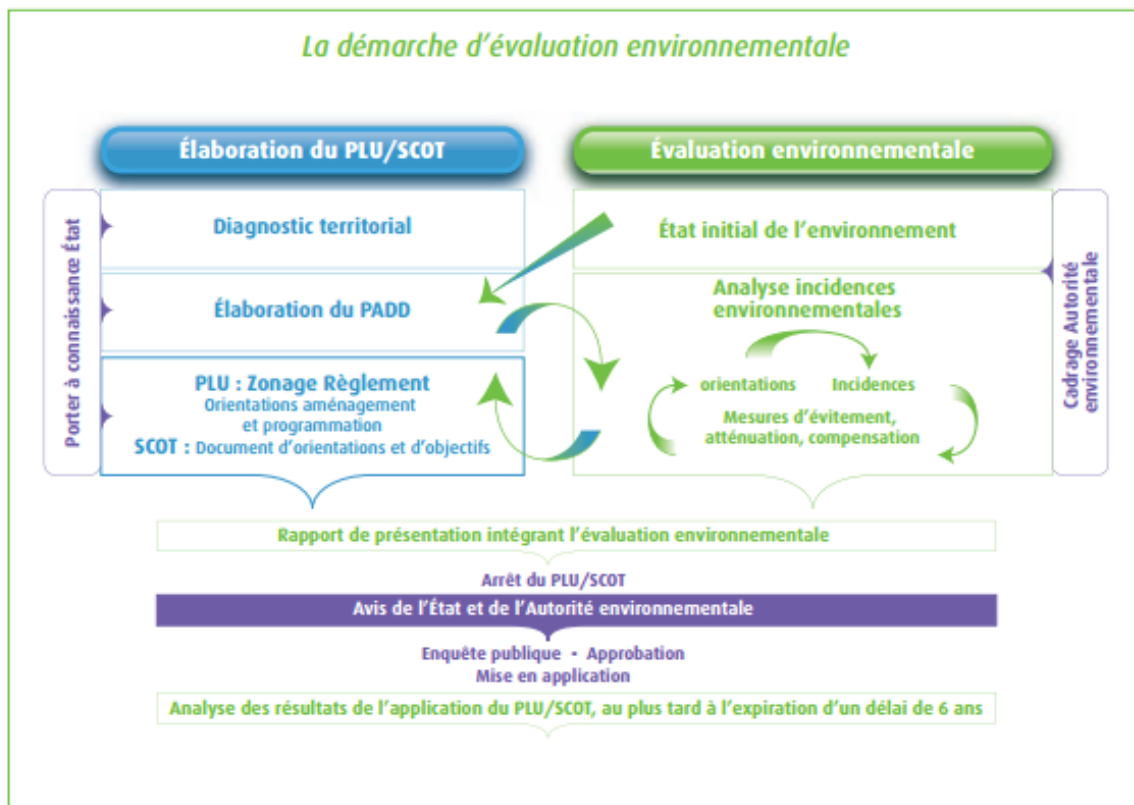 La démarche d'évaluation environnementale
Élaboration du PLU/SCOT
Évaluation environnementale
Porter à connaissance État
Diagnostic territorial
État initial de l'environnement
Cadrage Autorité
environnementale
Élaboration du PADD
Analyse incidences
environnementales
orientations
Incidences
Mesures d'évitement,
atténuation, compensation
PLU : Zonage Règlement
Orientations aménagement
et programmation
SCOT : Document d'orientations et d'objectifs
Rapport de présentation intégrant l'évaluation environnementale
Arrêt du PLU/SCOT
Avis de l'État et de l'Autorité environnementale
Enquête publique - Approbation
Mise en application
Analyse des résultats de l'application du PLU/SCOT, au plus tard à l'expiration d'un délai de 6 ans